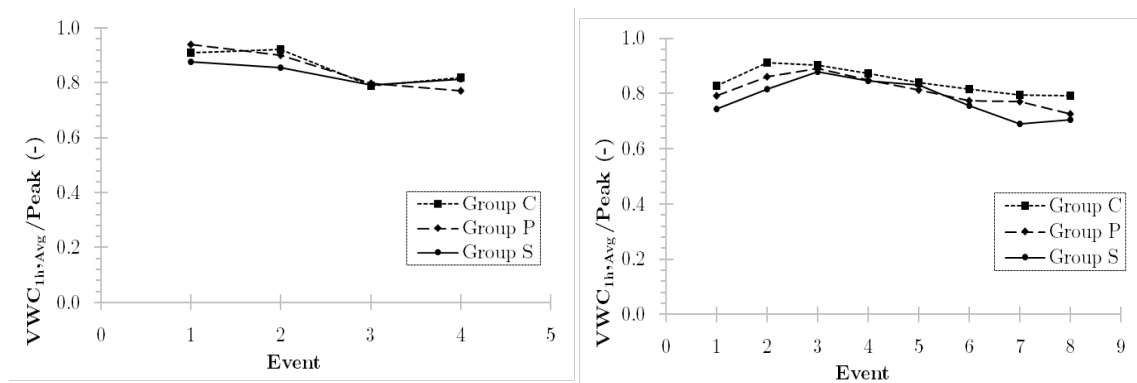 1.0
0.8
0.6
0.4
0.2
0.0
VWC1h,Avg/Peak (-)
Group C
Group P
Group S
0 1 2 3 4 5
Event
1.0
0.8
0.6
0.4
0.2
0.0
VWC1h,Avg/Peak (-)
Group C
Group P
Group S
0 1 2 3 4 5 6 7 8 9
Event